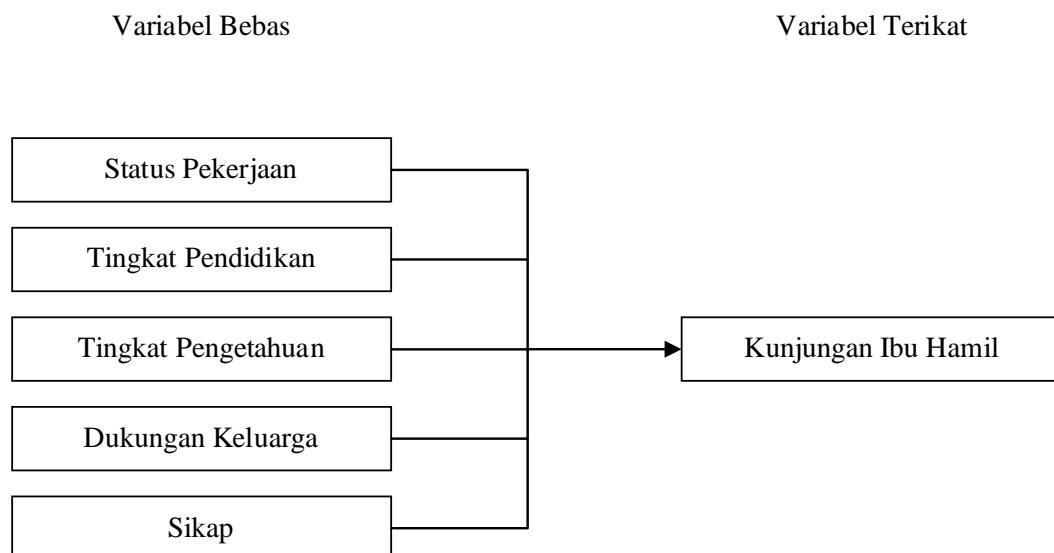 Variabel Bebas
Variabel Terikat
Status Pekerjaan
Tingkat Pendidikan
Tingkat Pengetahuan
Kunjungan Ibu Hamil
Dukungan Keluarga
Sikap